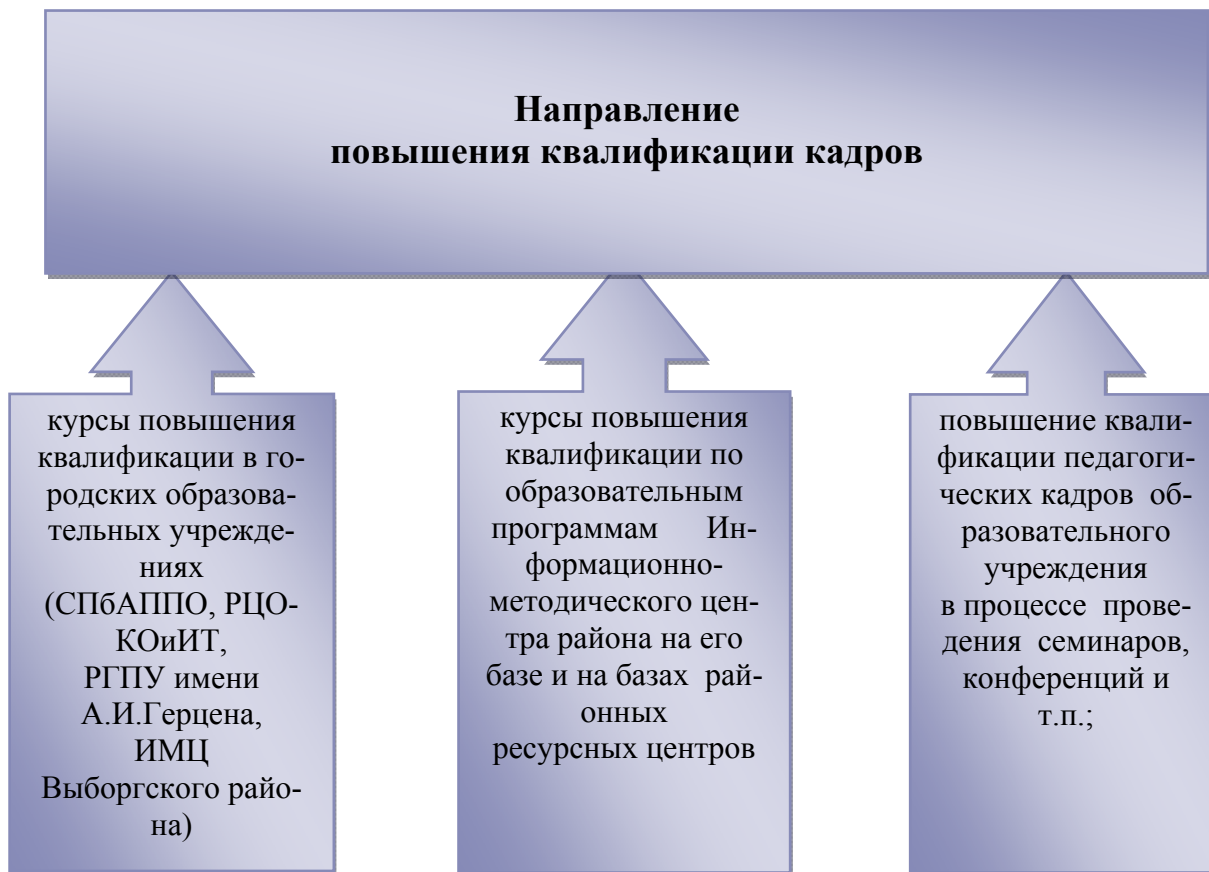 Направление
повышения квалификации кадров
курсы повышения
квалификации в го-
родских образова-
тельных учрежде-
ниях
(СПбАППО, РЦО-
КОиИТ,
РГПУ имени
А.И.Герцена,
ИМЦ
Выборгского райо-
на)
курсы повышения
квалификации по
образовательным
программам Ин-
формационно-
методического цен-
тра района на его
базе и на базах рай-
онных
ресурсных центров
повышение квали-
фикации педагоги-
ческих кадров об-
разовательного
учреждения
в процессе прове-
дения семинаров,
конференций и
т.п.;